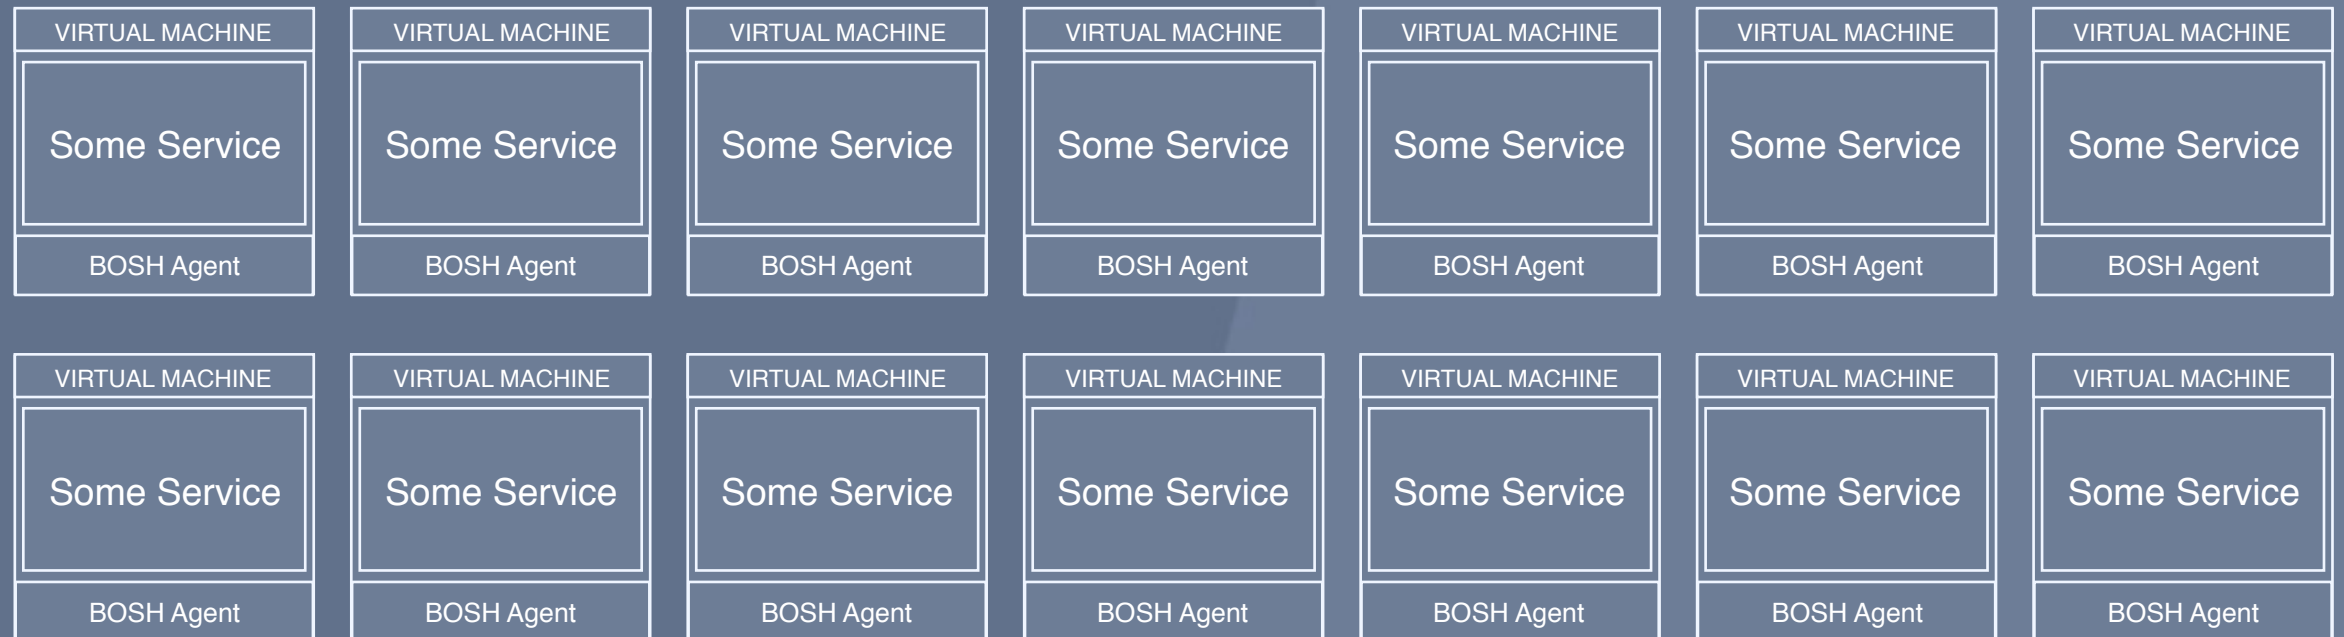 VIRTUAL MACHINE VIRTUAL MACHINE VIRTUAL MACHINE VIRTUAL MACHINE VIRTUAL MACHINE VIRTUAL MACHINE VIRTUAL MACHINE
Some Service Some Service Some Service Some Service Some Service Some Service Some Service
BOSH Agent BOSH Agent BOSH Agent BOSH Agent BOSH Agent BOSH Agent BOSH Agent
VIRTUAL MACHINE VIRTUAL MACHINE VIRTUAL MACHINE VIRTUAL MACHINE VIRTUAL MACHINE VIRTUAL MACHINE VIRTUAL MACHINE
Some Service Some Service Some Service Some Service Some Service Some Service Some Service
BOSH Agent BOSH Agent BOSH Agent BOSH Agent BOSH Agent BOSH Agent BOSH Agent